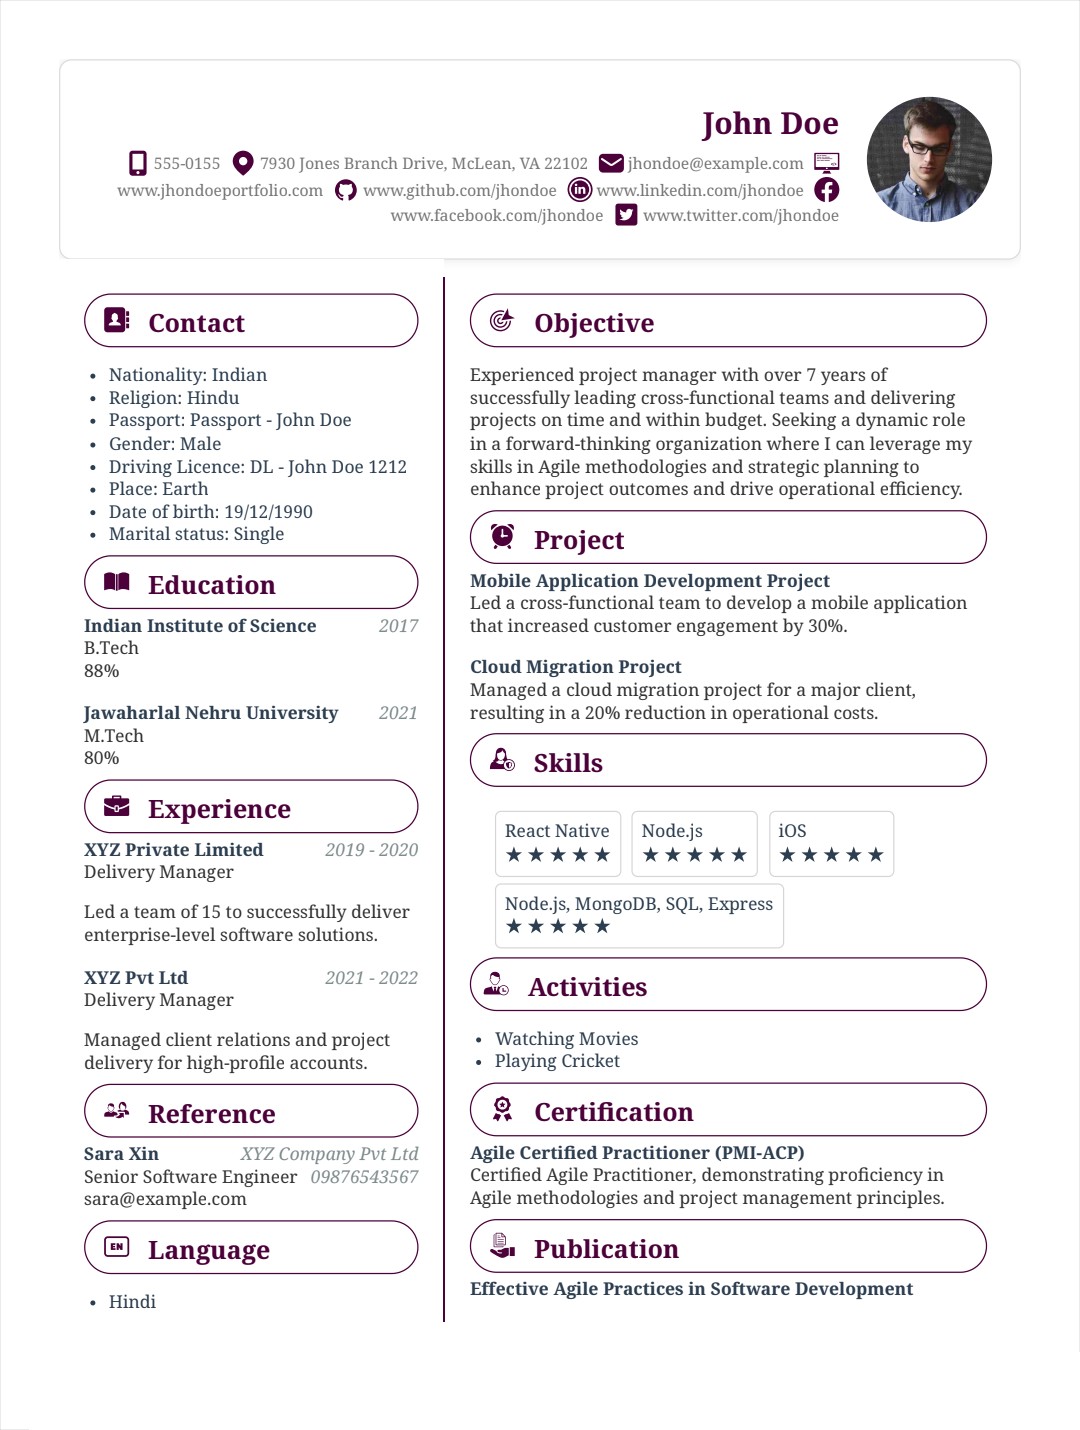 John Doe
555-0155 7930 Jones Branch Drive, McLean, VA 22102 jhondoe@example.com
www.jhondoeportfolio.com www.github.com/jhondoe in www.linkedin.com/jhondoe
www.facebook.com/jhondoe www.twitter.com/jhondoe
Contact
• Nationality: Indian
• Religion: Hindu
• Passport: Passport - John Doe
• Gender: Male
• Driving Licence: DL - John Doe 1212
• Place: Earth
• Date of birth: 19/12/1990
• Marital status: Single
Education
Indian Institute of Science 2017
B.Tech
88%
Jawaharlal Nehru University 2021
M.Tech
80%
Experience
XYZ Private Limited 2019 - 2020
Delivery Manager
Led a team of 15 to successfully deliver
enterprise-level software solutions.
XYZ Pvt Ltd 2021 - 2022
Delivery Manager
Managed client relations and project
delivery for high-profile accounts.
Reference
Sara Xin XYZ Company Pvt Ltd
Senior Software Engineer 09876543567
sara@example.com
EN Language
• Hindi
Objective
Experienced project manager with over 7 years of
successfully leading cross-functional teams and delivering
projects on time and within budget. Seeking a dynamic role
in a forward-thinking organization where I can leverage my
skills in Agile methodologies and strategic planning to
enhance project outcomes and drive operational efficiency.
Project
Mobile Application Development Project
Led a cross-functional team to develop a mobile application
that increased customer engagement by 30%.
Cloud Migration Project
Managed a cloud migration project for a major client,
resulting in a 20% reduction in operational costs.
Skills
React Native Node.js iOS
★★★★★ ★★★★★ ★★★★★
Node.js, MongoDB, SQL, Express
★★★★★
Activities
• Watching Movies
• Playing Cricket
Certification
Agile Certified Practitioner (PMI-ACP)
Certified Agile Practitioner, demonstrating proficiency in
Agile methodologies and project management principles.
Publication
Effective Agile Practices in Software Development